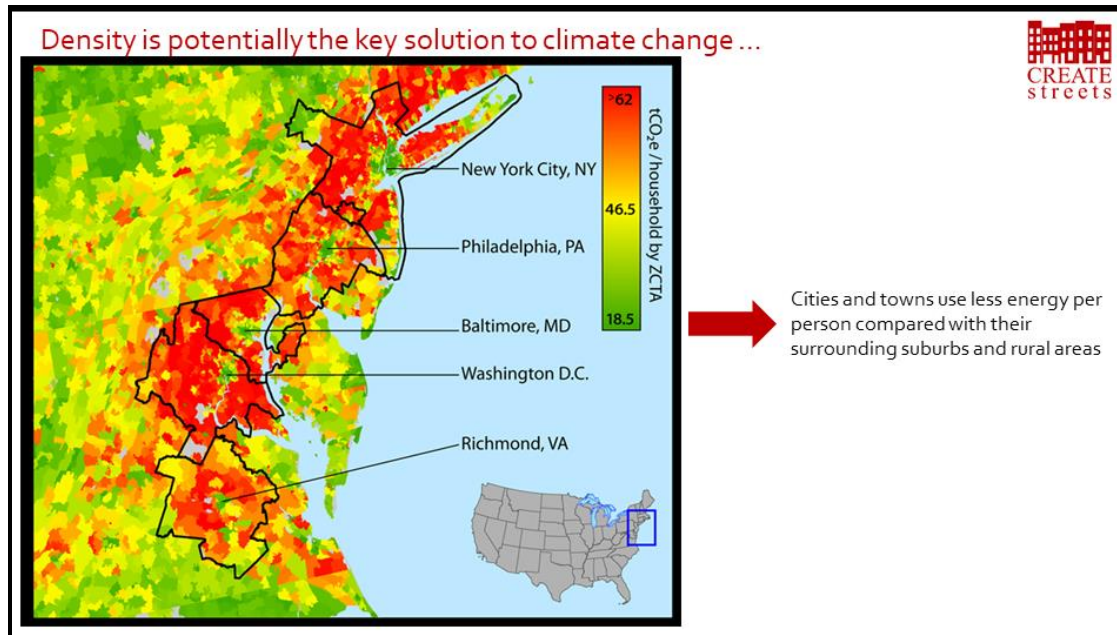 Density is potentially the key solution to climate change ...
CREATE
streets
>62
46.5
18.5
tCO₂e /household by ZCTA
New York City, NY
Philadelphia, PA
Baltimore, MD
Washington D.C.
Richmond, VA
Cities and towns use less energy per
person compared with their
surrounding suburbs and rural areas